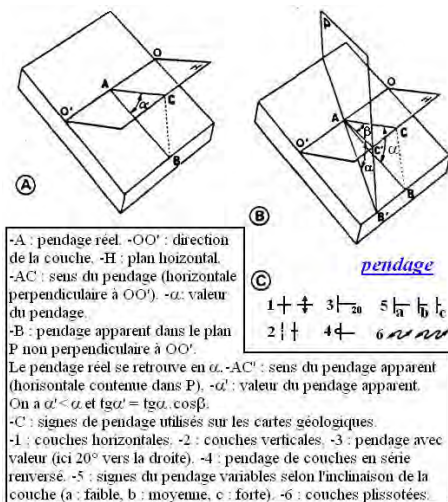 O
A
O'
α
C
H
B
A
P
O
A
O'
β
C
C'
α
α'
H
B
B'
B
pendage
C
1 3 20 5 a b c
2 4 6
-A : pendage réel. -OO' : direction
de la couche. -H : plan hoizontal.
-AC : sens du pendage (horizontale
perpendiculaire à OO'). -α: valeur
du pendage.
-B : pendage apparent dans le plan
P non perpendiculaire à OO'.
Le pendage réel se retrouve en α.-AC' : sens du pendage apparent
(horisontale contenue dans P). -α' : valeur du pendage apparent.
On a α'< α et tgα' = tgα.cosβ.
-C : signes de pendage utilisés sur les cartes géologiques.
-1 : couches horizontales. -2 : couches verticales. -3 : pendage avec
valeur (ici 20° vers la droite). -4 : pendage de couches en série
renversé. -5 : signes du pendage variables selon l'inclinaison de la
couche (a : faible, b : moyenne, c : forte). -6 : couches plissotées.